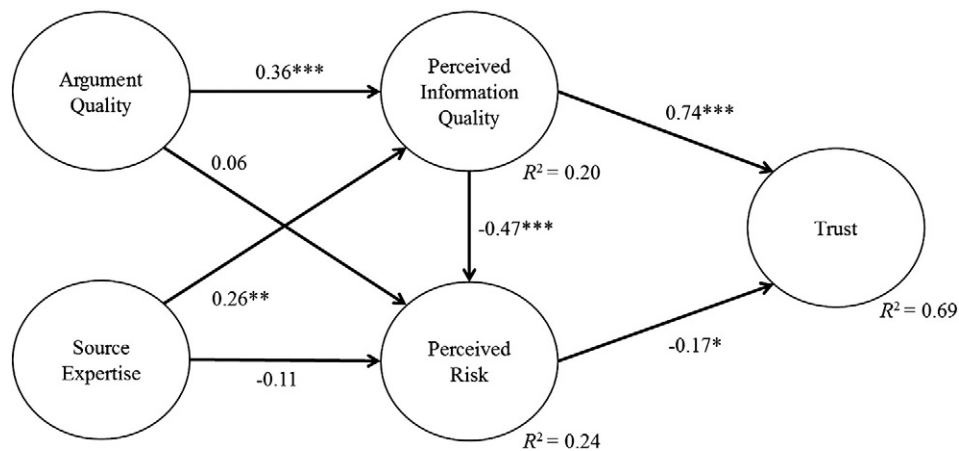 Argument
Quality
0.36***
Perceived
Information
Quality
0.74***
0.06
R² = 0.20
-0.47***
Trust
0.26**
R² = 0.69
Source
Expertise
-0.11
Perceived
Risk
-0.17*
R² = 0.24